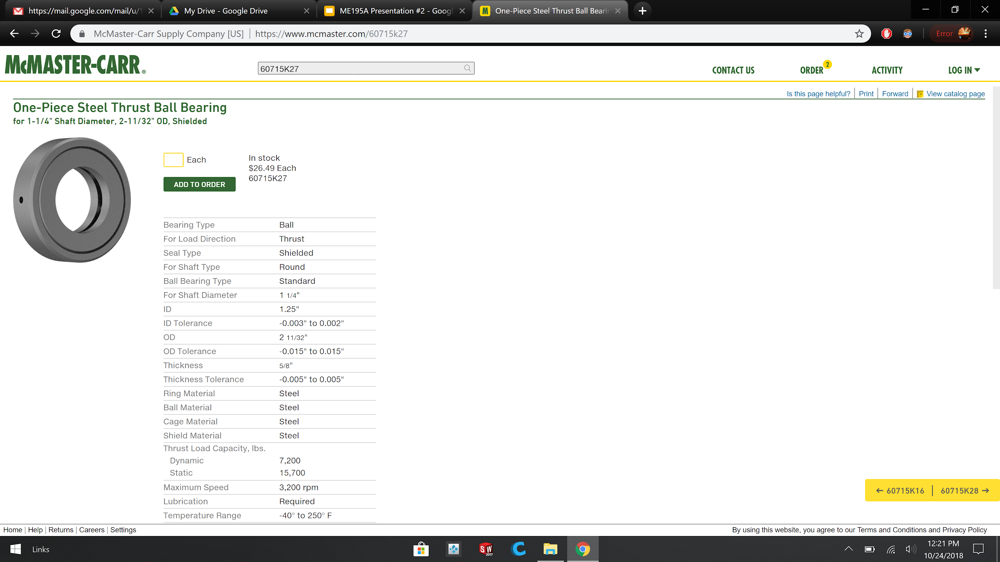 https://mail.google.com/mail/u/1
My Drive - Google Drive
ME195A Presentation #2 - Googl
One-Piece Steel Thrust Ball Bearin
McMaster-Carr Supply Company [US] | https://www.mcmaster.com/60715k27
Error
McMASTER-CARR®
60715K27
CONTACT US
ORDER 2
ACTIVITY
LOG IN
Is this page helpful? | Print | Forward | View catalog page
One-Piece Steel Thrust Ball Bearing
for 1-1/4" Shaft Diameter, 2-11/32" OD, Shielded
Each
ADD TO ORDER
In stock
$26.49 Each
60715K27
Bearing Type Ball
For Load Direction Thrust
Seal Type Shielded
For Shaft Type Round
Ball Bearing Type Standard
For Shaft Diameter 1 1/4"
ID 1.25"
ID Tolerance -0.003" to 0.002"
OD 2 11/32"
OD Tolerance -0.015" to 0.015"
Thickness 5/8"
Thickness Tolerance -0.005" to 0.005"
Ring Material Steel
Ball Material Steel
Cage Material Steel
Shield Material Steel
Thrust Load Capacity, lbs.
Dynamic 7,200
Static 15,700
Maximum Speed 3,200 rpm
Lubrication Required
Temperature Range -40° to 250° F
← 60715K16 | 60715K28 →
Home | Help | Returns | Careers | Settings
By using this website, you agree to our Terms and Conditions and Privacy Policy
Links
SW
2017
12:21 PM
10/24/2018